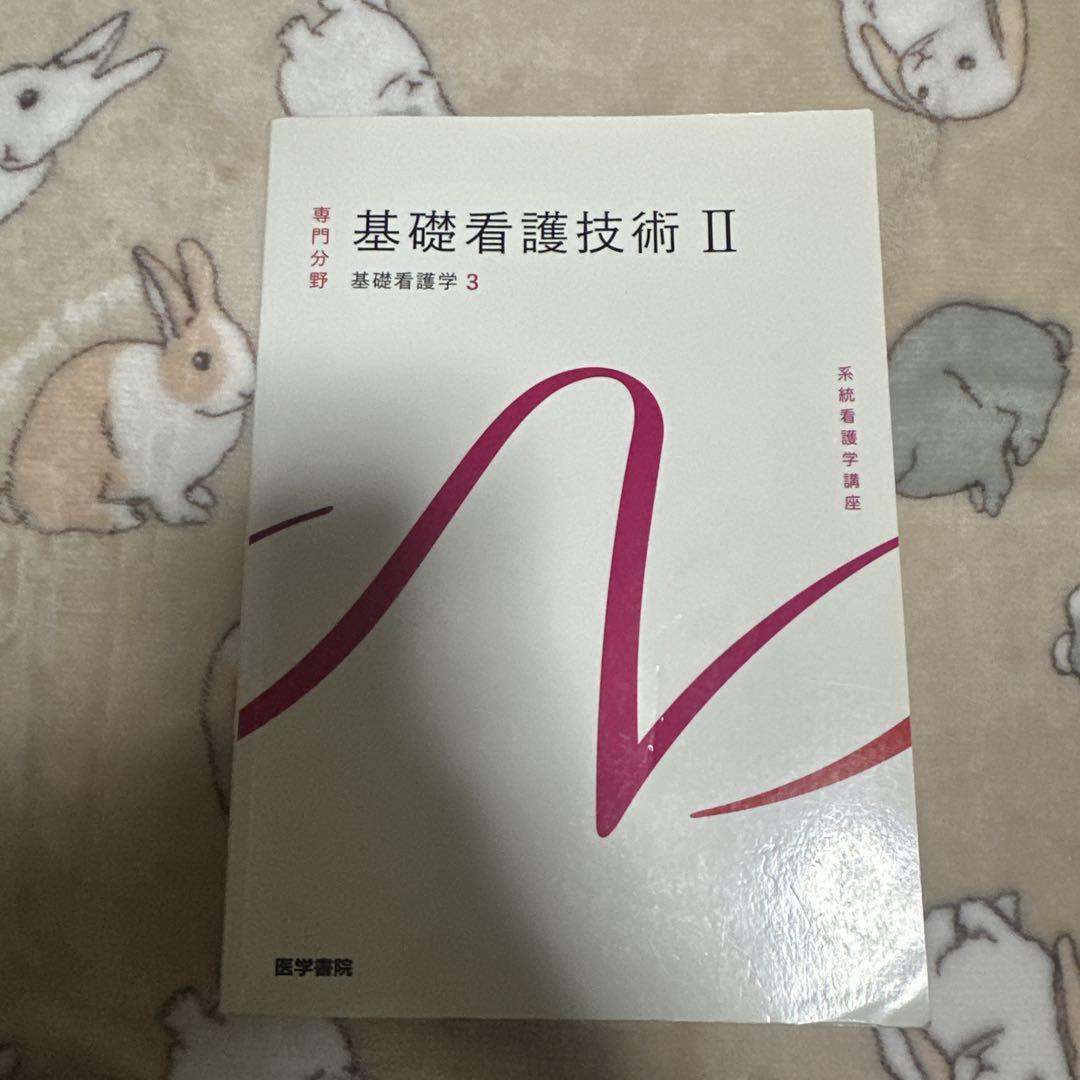 専門分野
基礎看護技術 Ⅱ
基礎看護学 3
系統看護学講座
医学書院